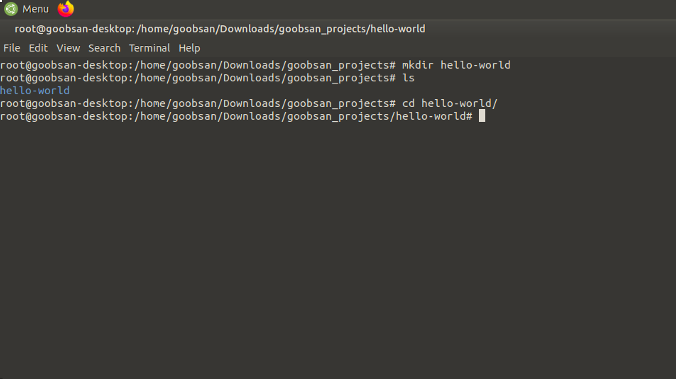 Menu
root@goobsan-desktop: /home/goobsan/Downloads/goobsan_projects/hello-world
File Edit View Search Terminal Help
root@goobsan-desktop:/home/goobsan/Downloads/goobsan_projects# mkdir hello-world
root@goobsan-desktop:/home/goobsan/Downloads/goobsan_projects# ls
hello-world
root@goobsan-desktop:/home/goobsan/Downloads/goobsan_projects# cd hello-world/
root@goobsan-desktop:/home/goobsan/Downloads/goobsan_projects/hello-world#